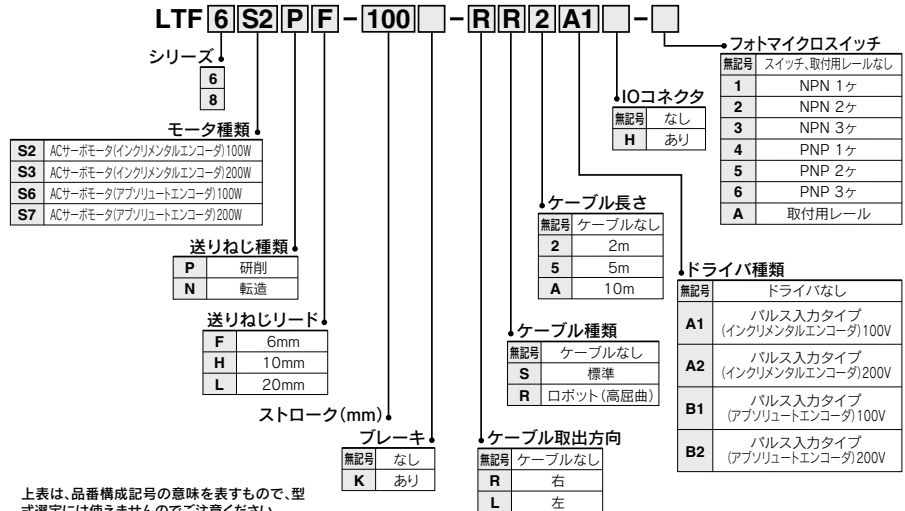 LTF 6 S2 P F - 100 □ - R R 2 A1 □ - □
シリーズ
6
8
モータ種類
S2 ACサーボモータ(インクリメンタルエンコーダ)100W
S3 ACサーボモータ(インクリメンタルエンコーダ)200W
S6 ACサーボモータ(アブソリュートエンコーダ)100W
S7 ACサーボモータ(アブソリュートエンコーダ)200W
送りねじ種類
P 研削
N 転造
送りねじリード
F 6mm
H 10mm
L 20mm
ストローク(mm)
ブレーキ
無記号 なし
K あり
ケーブル取出方向
無記号 ケーブルなし
R 右
L 左
ケーブル種類
無記号 ケーブルなし
S 標準
R ロボット(高屈曲)
ケーブル長さ
無記号 ケーブルなし
2 2m
5 5m
A 10m
ドライバ種類
無記号 ドライバなし
A1 パルス入力タイプ
(インクリメンタルエンコーダ)100V
A2 パルス入力タイプ
(インクリメンタルエンコーダ)200V
B1 パルス入力タイプ
(アブソリュートエンコーダ)100V
B2 パルス入力タイプ
(アブソリュートエンコーダ)200V
IOコネクタ
無記号 なし
H あり
フォトマイクロスイッチ
無記号 スイッチ、取付用レールなし
1 NPN 1ヶ
2 NPN 2ヶ
3 NPN 3ヶ
4 PNP 1ヶ
5 PNP 2ヶ
6 PNP 3ヶ
A 取付用レール
上表は、品番構成記号の意味を表すもので、型
式選定には使えませんのでご注意ください。